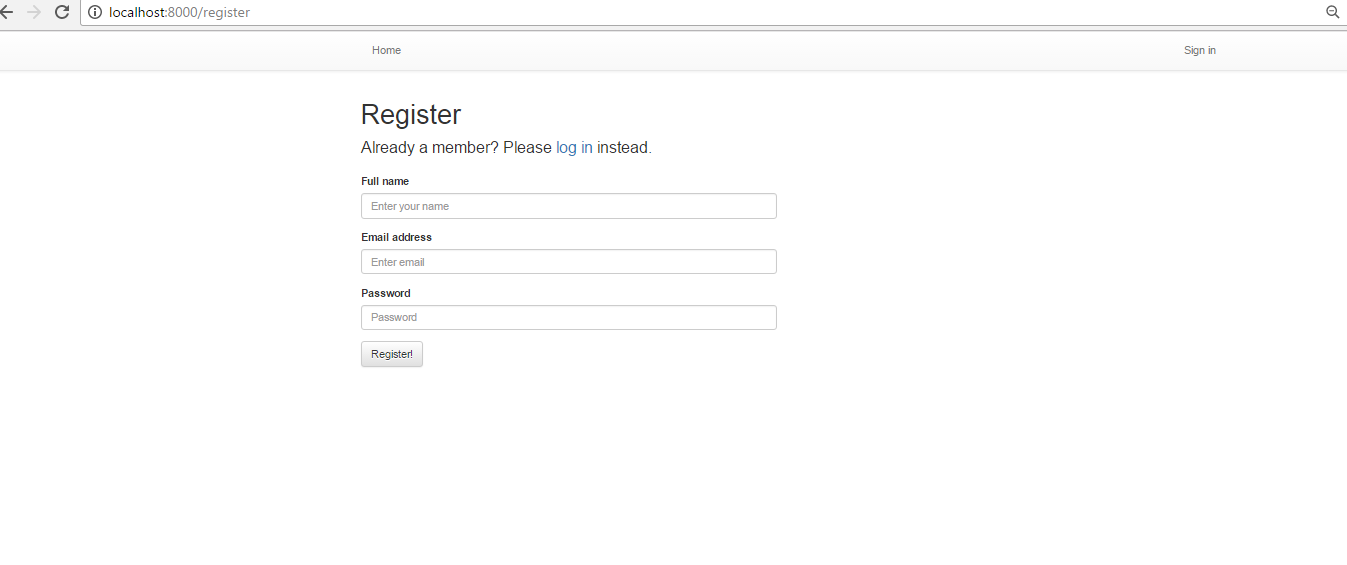 localhost:8000/register
Home Sign in
Register
Already a member? Please log in instead.
Full name
Enter your name
Email address
Enter email
Password
Password
Register!